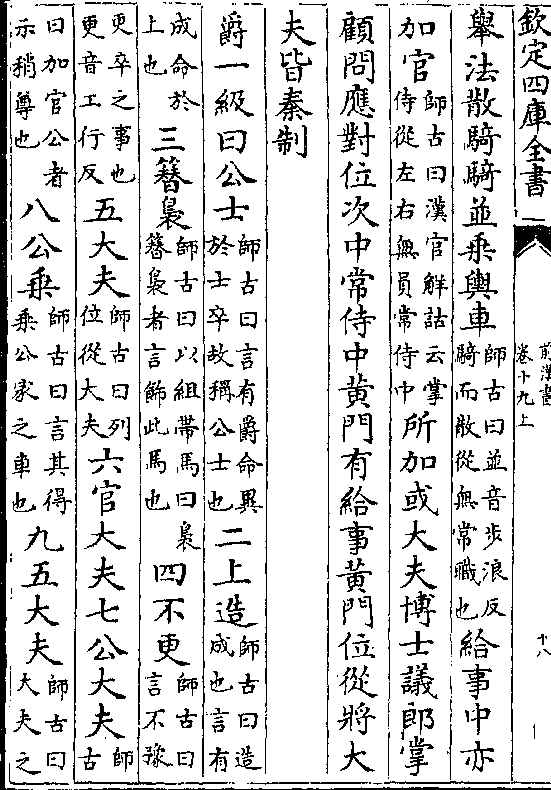 欽定四庫全書
前漢書
卷十九上
十八
舉法散騎騎並乘輿車師古曰並音步浪反騎而散從無常職也給事中亦
加官師古曰漢官解詁云掌侍從左右無員常侍中所加或大夫博士議郎掌
顧問應對位次中常侍中黃門有給事黃門位從將大
夫皆秦制
爵一級曰公士師古曰言有爵命異於士卒故稱公士也二上造師古曰造成也言有
成命於上也三簪裊師古曰以組帶馬曰裊簪裊者言飾此馬也四不更師古曰言不豫
更卒之事也更音工行反五大夫師古曰列位從大夫六官大夫七公大夫師古
曰加官公者示稍尊也八公乘師古曰言其得乘公家之車也九五大夫師古曰大夫之